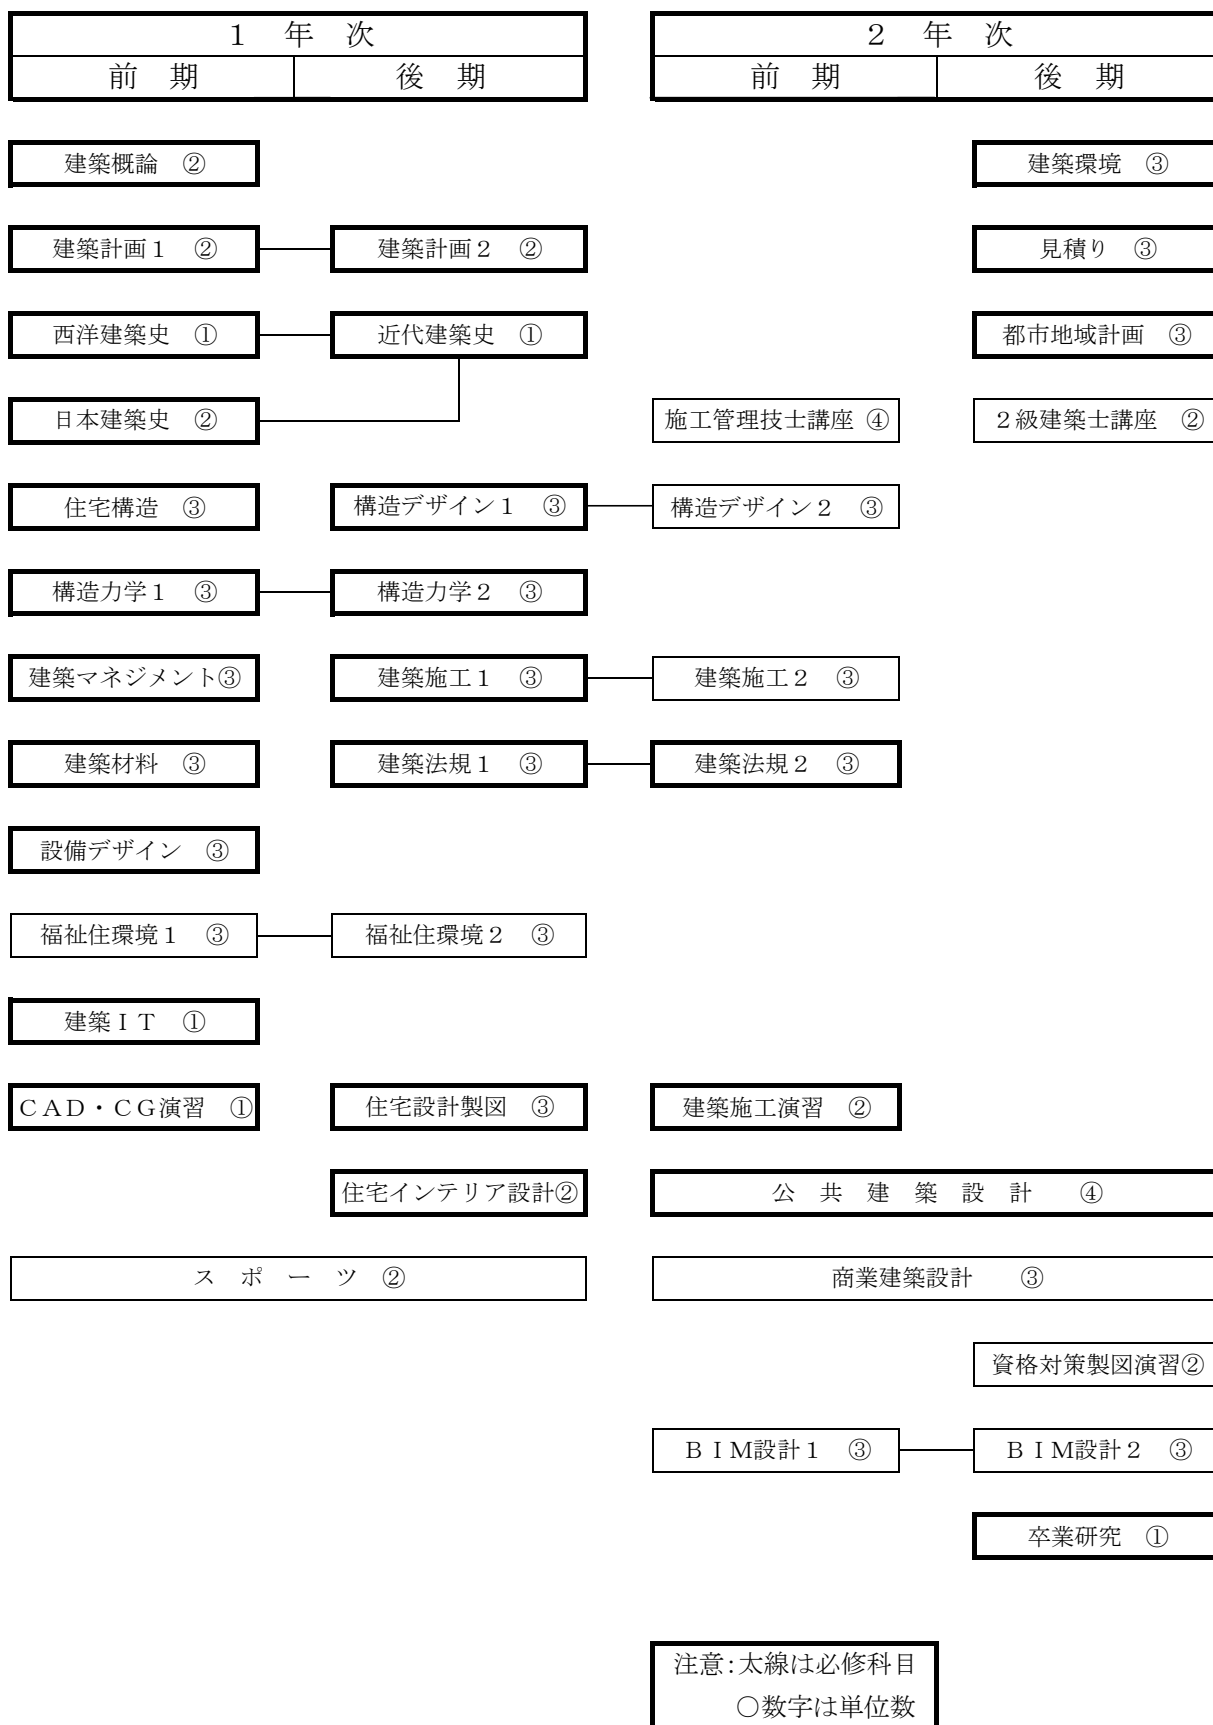 １　年　次　２　年　次
前　期　後　期　前　期　後　期
建築概論　②　建築環境　③
建築計画１　②　建築計画２　②　見積り　③
西洋建築史　①　近代建築史　①　都市地域計画　③
日本建築史　②　施工管理技士講座 ④　２級建築士講座　②
住宅構造　③　構造デザイン１　③　構造デザイン２　③
構造力学１　③　構造力学２　③
建築マネジメント③　建築施工１　③　建築施工２　③
建築材料　③　建築法規１　③　建築法規２　③
設備デザイン　③
福祉住環境１　③　福祉住環境２　③
建築ＩＴ　①
ＣＡＤ・ＣＧ演習　①　住宅設計製図　③　建築施工演習　②
住宅インテリア設計②　公　共　建　築　設　計　④
ス　ポ　ー　ツ　②　商業建築設計　③
資格対策製図演習②
ＢＩＭ設計１　③　ＢＩＭ設計２　③
卒業研究　①
注意:太線は必修科目
○数字は単位数